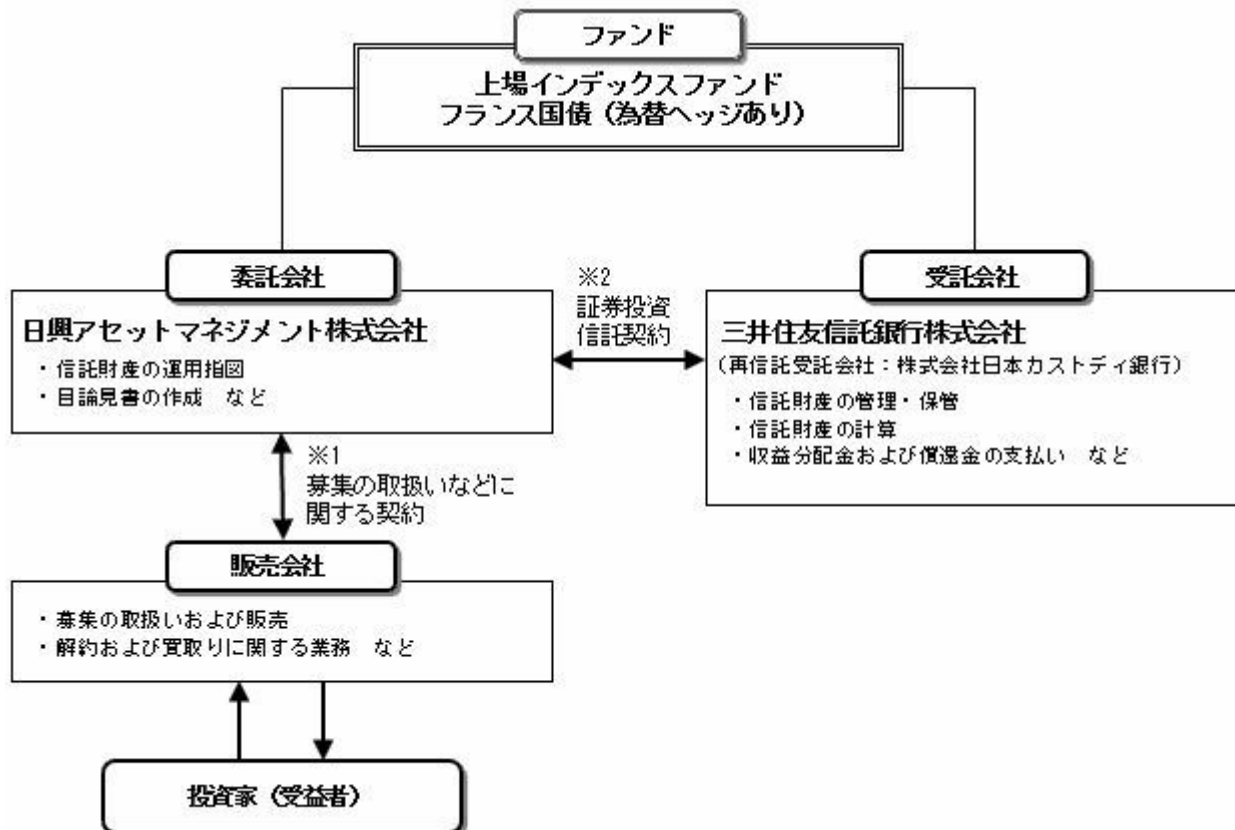 ファンド
上場インデックスファンド
フランス国債（為替ヘッジあり）
委託会社
日興アセットマネジメント株式会社
・信託財産の運用指図
・目論見書の作成　など
※2
証券投資
信託契約
受託会社
三井住友信託銀行株式会社
（再信託受託会社：株式会社日本カストディ銀行）
・信託財産の管理・保管
・信託財産の計算
・収益分配金および償還金の支払い　など
※1
募集の取扱いなどに
関する契約
販売会社
・募集の取扱いおよび販売
・解約および買取りに関する業務　など
投資家（受益者）